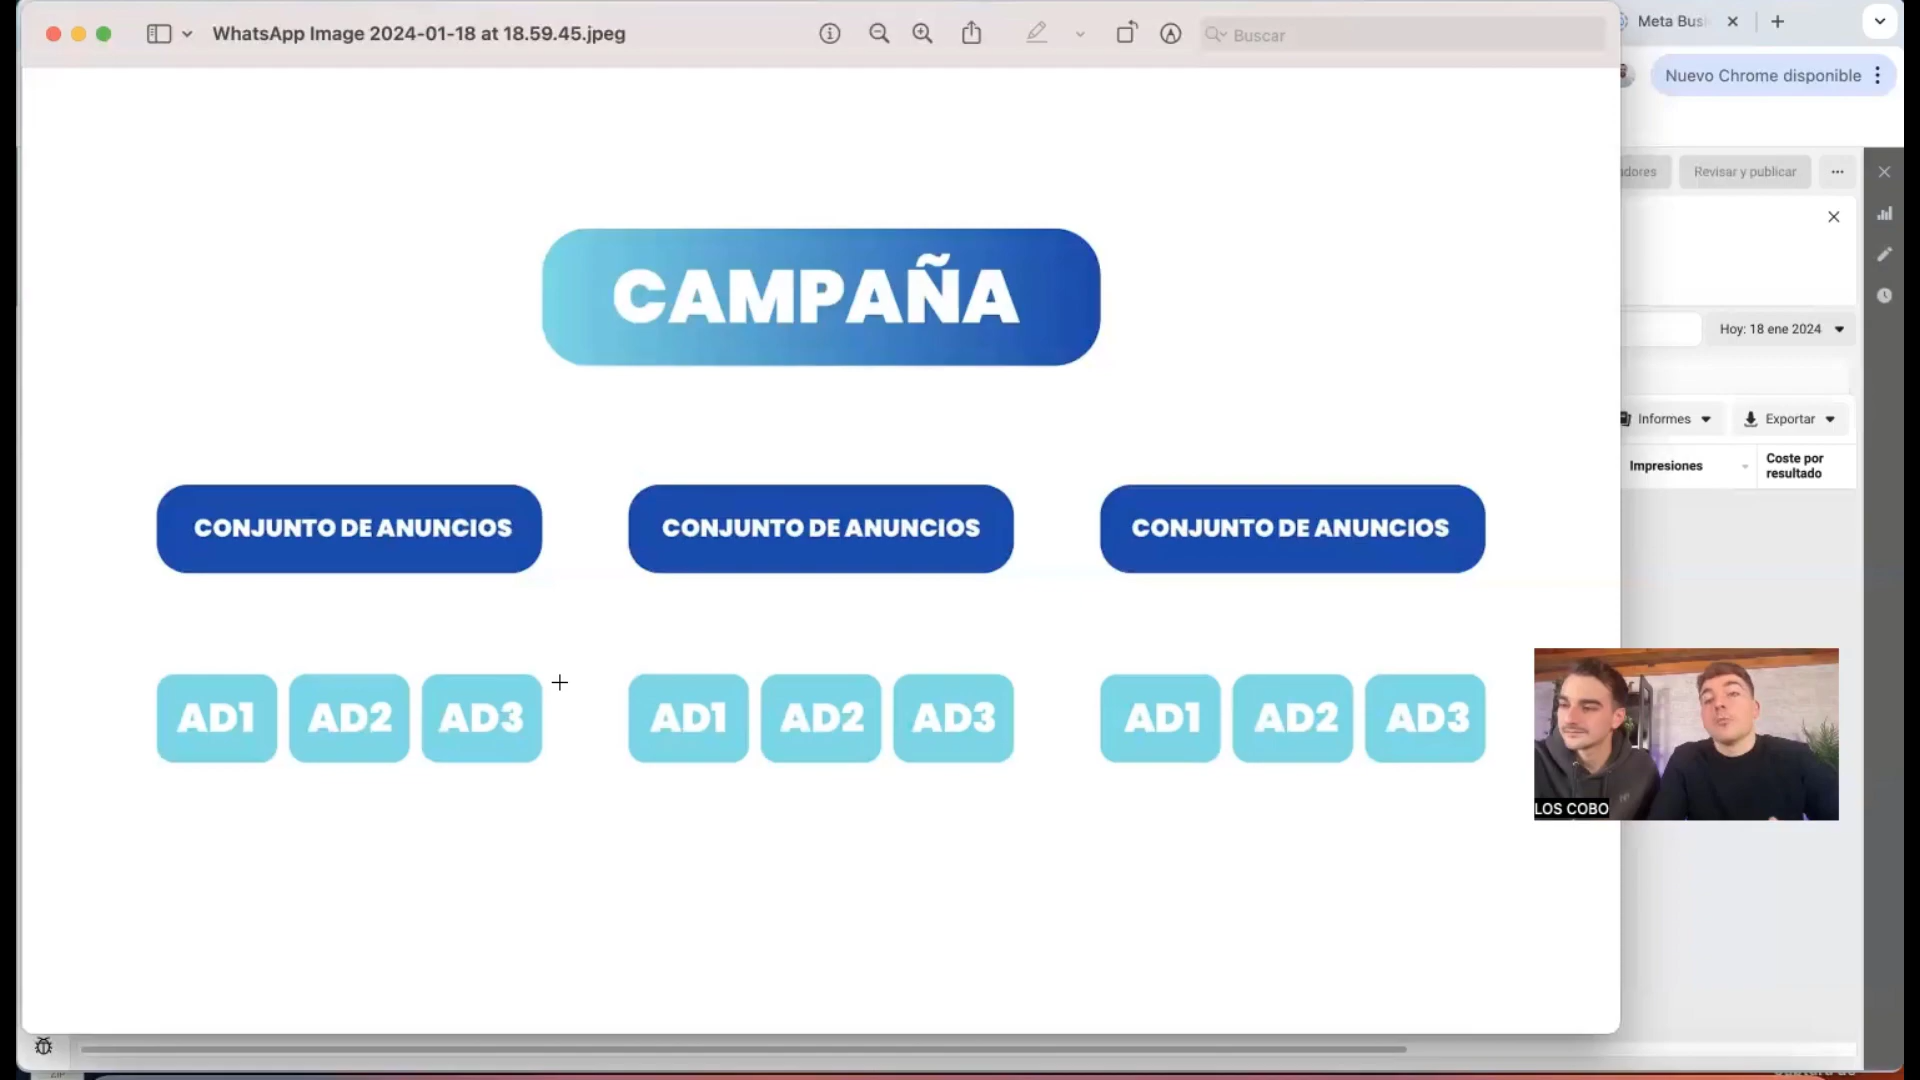 WhatsApp Image 2024-01-18 at 18.59.45.jpeg
Buscar
Meta Busi
Nuevo Chrome disponible
dores
Revisar y publicar
Hoy: 18 ene 2024
Informes
Exportar
Impresiones
Coste por
resultado
CAMPAÑA
CONJUNTO DE ANUNCIOS
CONJUNTO DE ANUNCIOS
CONJUNTO DE ANUNCIOS
AD1 AD2 AD3
AD1 AD2 AD3
AD1 AD2 AD3
LOS COBO